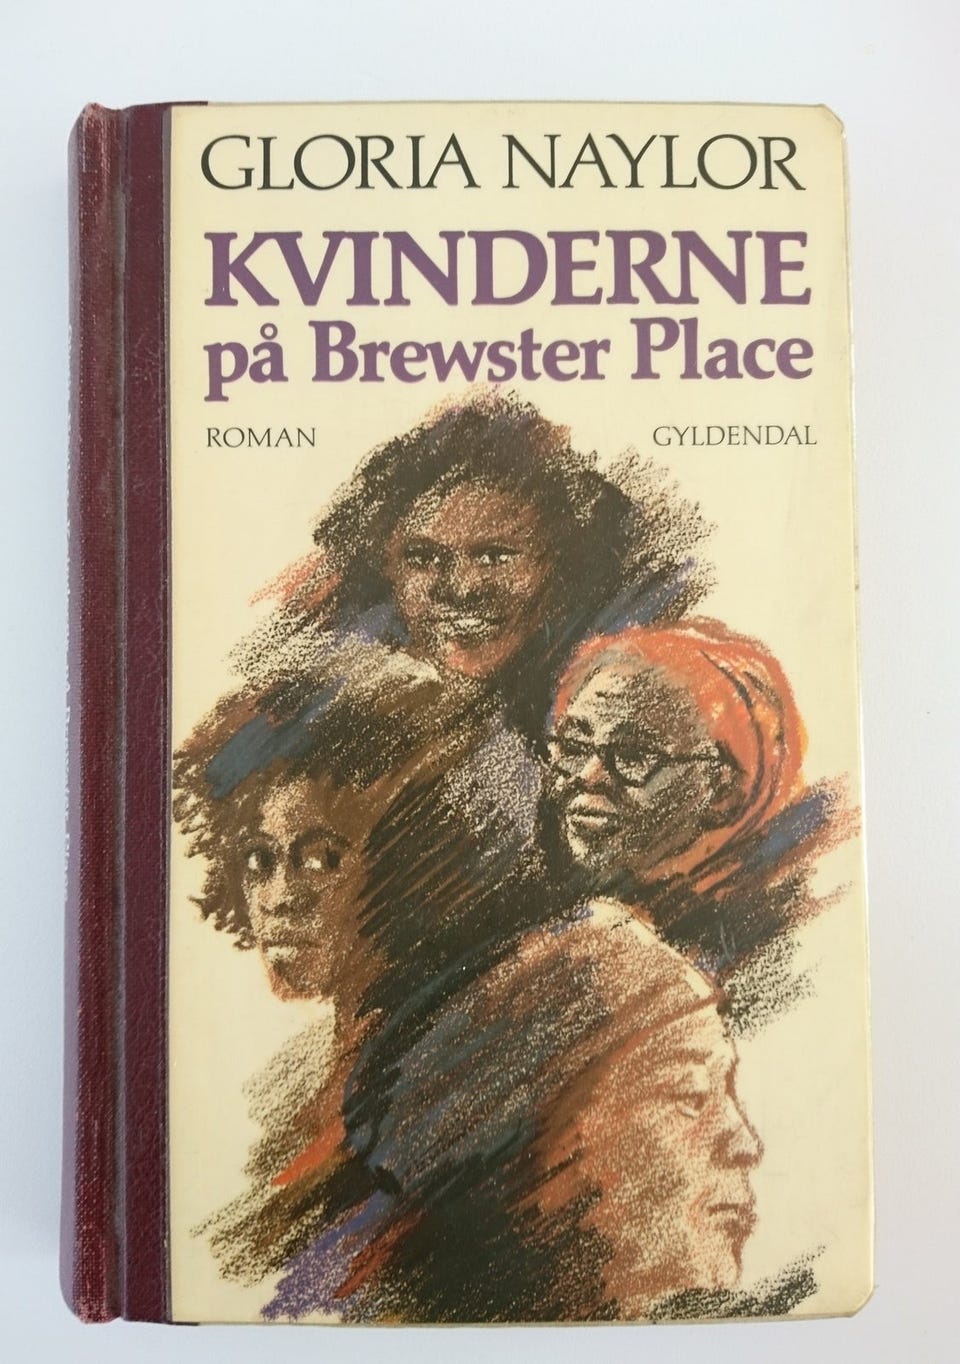 GLORIA NAYLOR
KVINDERNE
på Brewster Place
ROMAN
GYLDENDAL